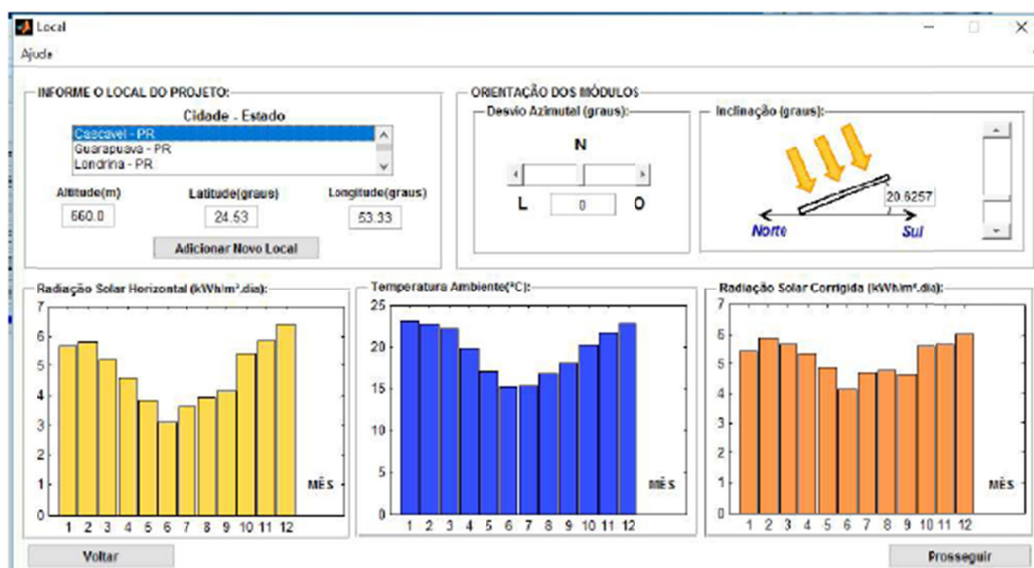 Local
Ajuda
INFORME O LOCAL DO PROJETO:
Cidade - Estado
Cascavel - PR
Guarapuava - PR
Londrina - PR
Altitude(m) Latitude(graus) Longitude(graus)
660.0 24.53 53.33
Adicionar Novo Local
ORIENTAÇÃO DOS MÓDULOS
Desvio Azimutal (graus):
N
L 0 O
Inclinação (graus):
20.6257
Norte Sul
Radiação Solar Horizontal (kWh/m².dia):
7
6
5
4
3
2
1
0
MÊS
1 2 3 4 5 6 7 8 9 10 11 12
Temperatura Ambiente(ºC):
25
20
15
10
5
0
MÊS
1 2 3 4 5 6 7 8 9 10 11 12
Radiação Solar Corrigida (kWh/m².dia):
7
6
5
4
3
2
1
0
MÊS
1 2 3 4 5 6 7 8 9 10 11 12
Voltar
Prosseguir